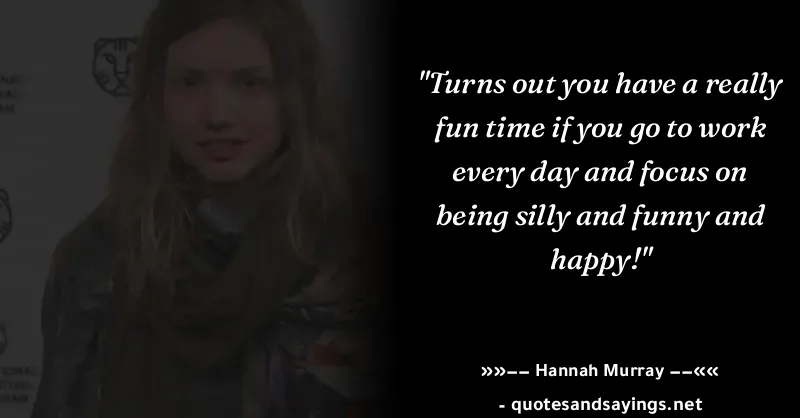 "Turns out you have a really
fun time if you go to work
every day and focus on
being silly and funny and
happy!"
»»–– Hannah Murray ––««
- quotesandsayings.net